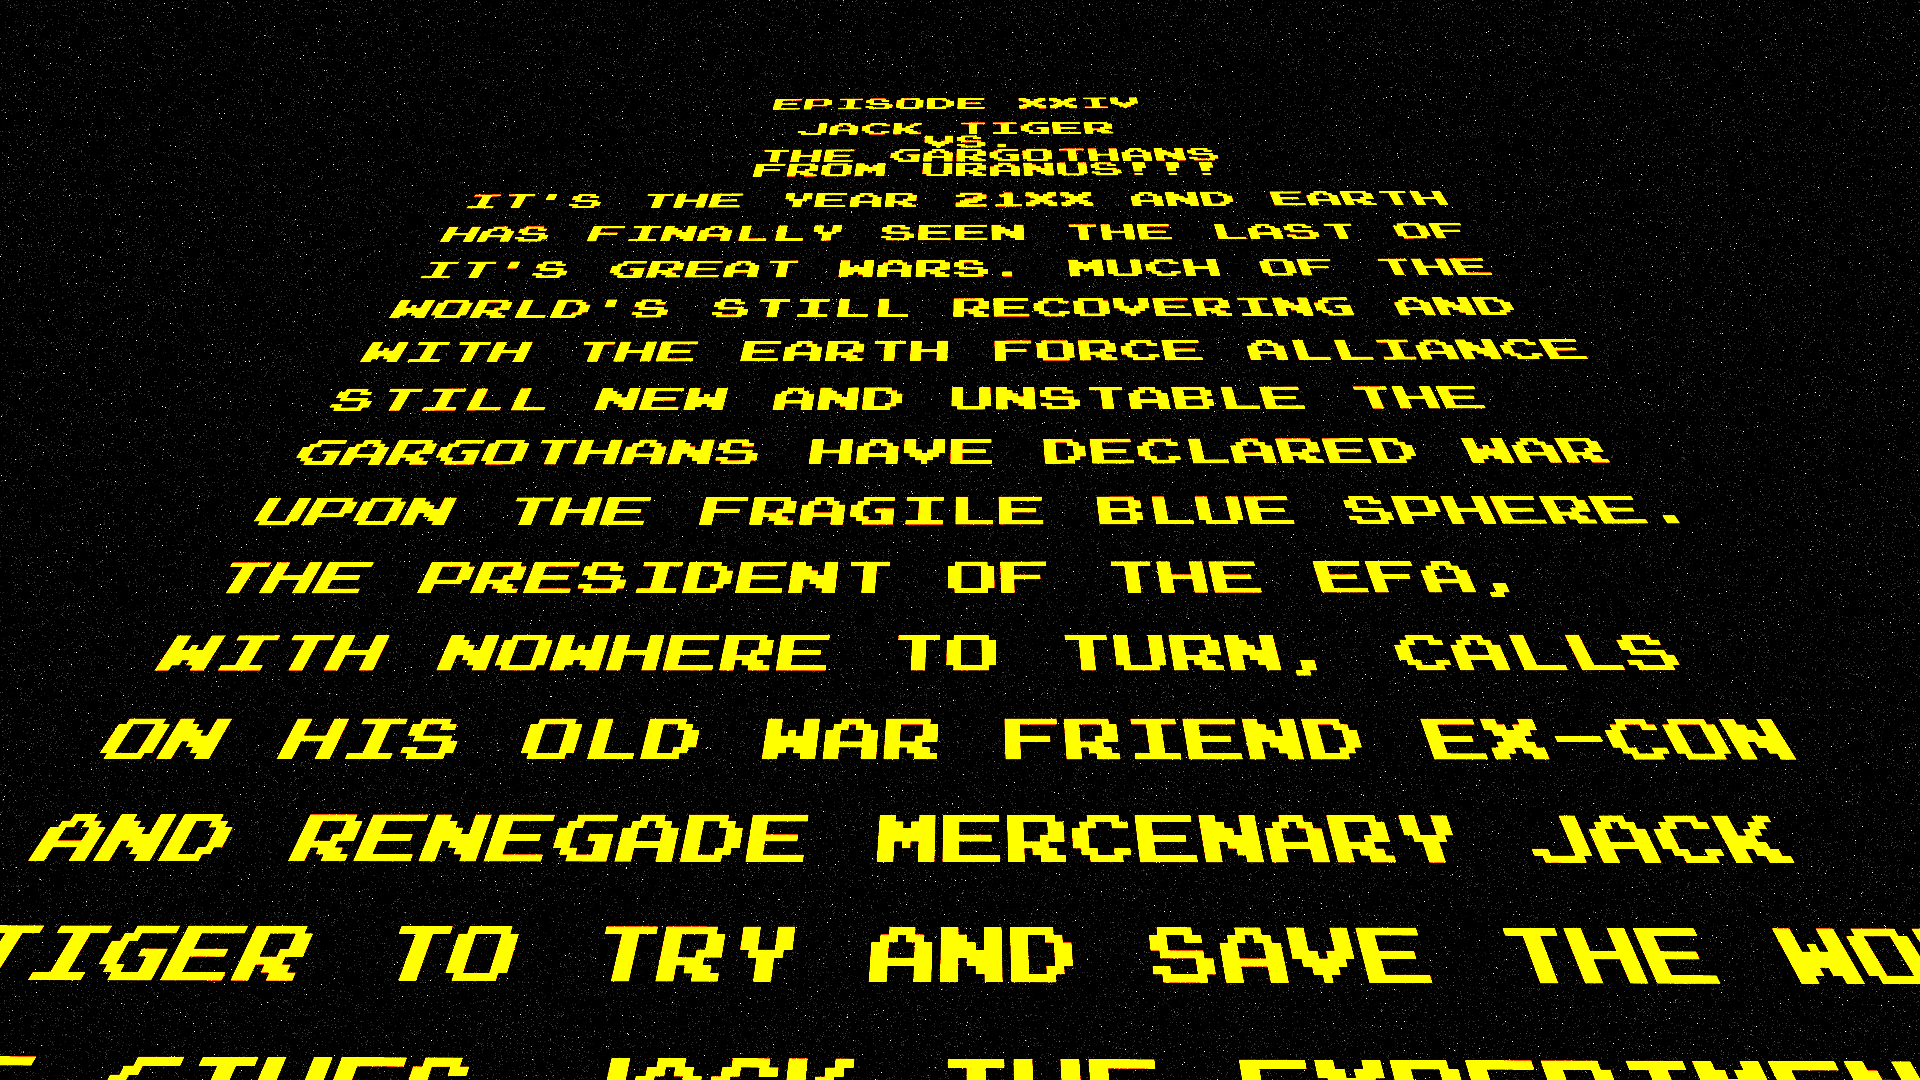 EPISODE XXIV
JACK TIGER
VS.
THE GARGOTHANS
FROM URANUS!!!
IT'S THE YEAR 21XX AND EARTH
HAS FINALLY SEEN THE LAST OF
IT'S GREAT WARS. MUCH OF THE
WORLD'S STILL RECOVERING AND
WITH THE EARTH FORCE ALLIANCE
STILL NEW AND UNSTABLE THE
GARGOTHANS HAVE DECLARED WAR
UPON THE FRAGILE BLUE SPHERE.
THE PRESIDENT OF THE EFA,
WITH NOWHERE TO TURN, CALLS
ON HIS OLD WAR FRIEND EX-CON
AND RENEGADE MERCENARY JACK
TIGER TO TRY AND SAVE THE
GIVES JACK THE